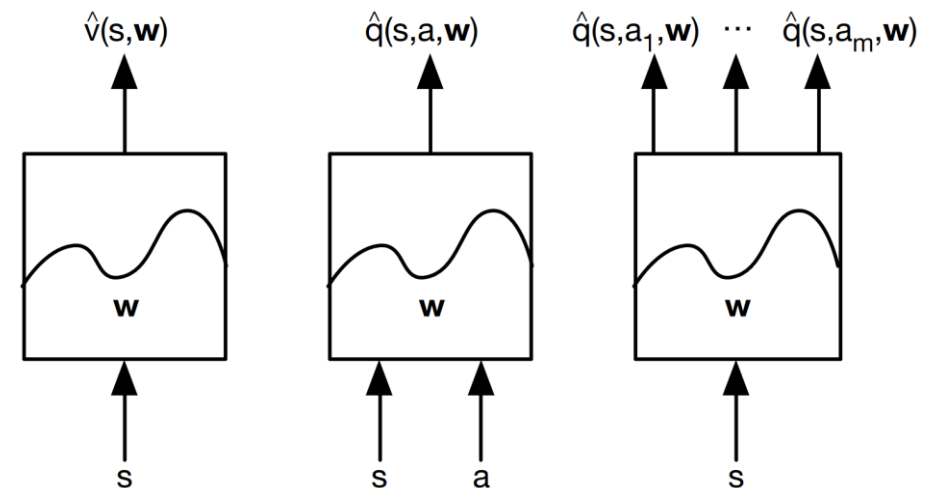 v̂(s,w) q̂(s,a,w) q̂(s,a₁,w) ··· q̂(s,aₘ,w)
w w w
s s a s